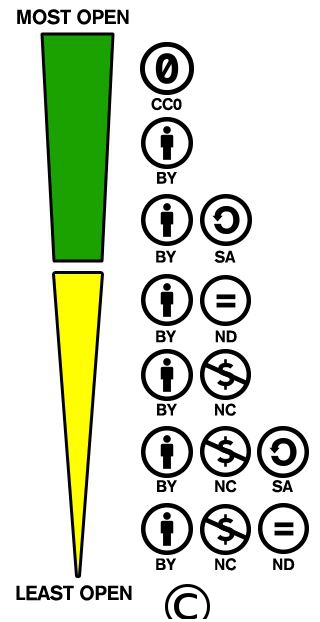 MOST OPEN
0
CC0
BY
BY SA
=
BY ND
$
BY NC
$
BY NC SA
$ =
BY NC ND
LEAST OPEN
C